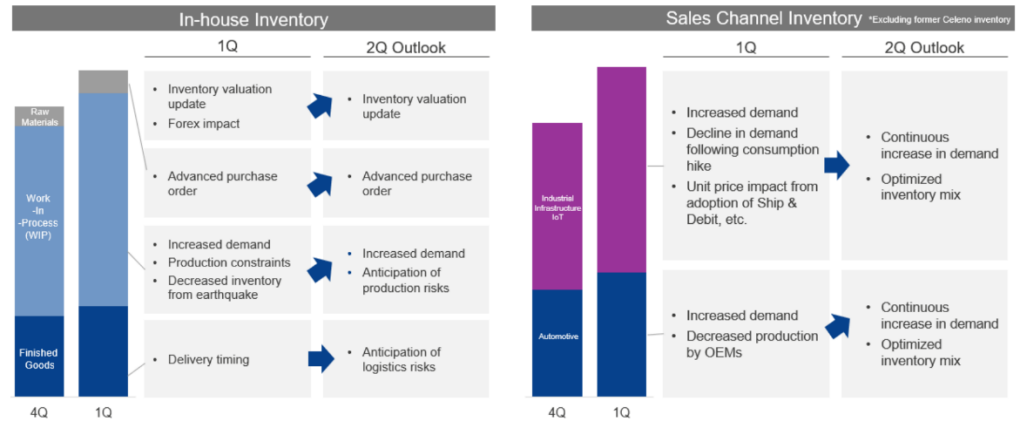 In-house Inventory
1Q
2Q Outlook
Raw
Materials
Work
-In
-Process
(WIP)
Finished
Goods
4Q
1Q
• Inventory valuation
update
• Forex impact
• Inventory valuation
update
• Advanced purchase
order
• Advanced purchase
order
• Increased demand
• Production constraints
• Decreased inventory
from earthquake
• Increased demand
• Anticipation of
production risks
• Delivery timing
• Anticipation of
logistics risks
Sales Channel Inventory *Excluding former Celeno inventory
1Q
2Q Outlook
Industrial
Infrastructure
IoT
Automotive
4Q
1Q
• Increased demand
• Decline in demand
following consumption
hike
• Unit price impact from
adoption of Ship &
Debit, etc.
• Continuous
increase in demand
• Optimized
inventory mix
• Increased demand
• Decreased production
by OEMs
• Continuous
increase in demand
• Optimized
inventory mix